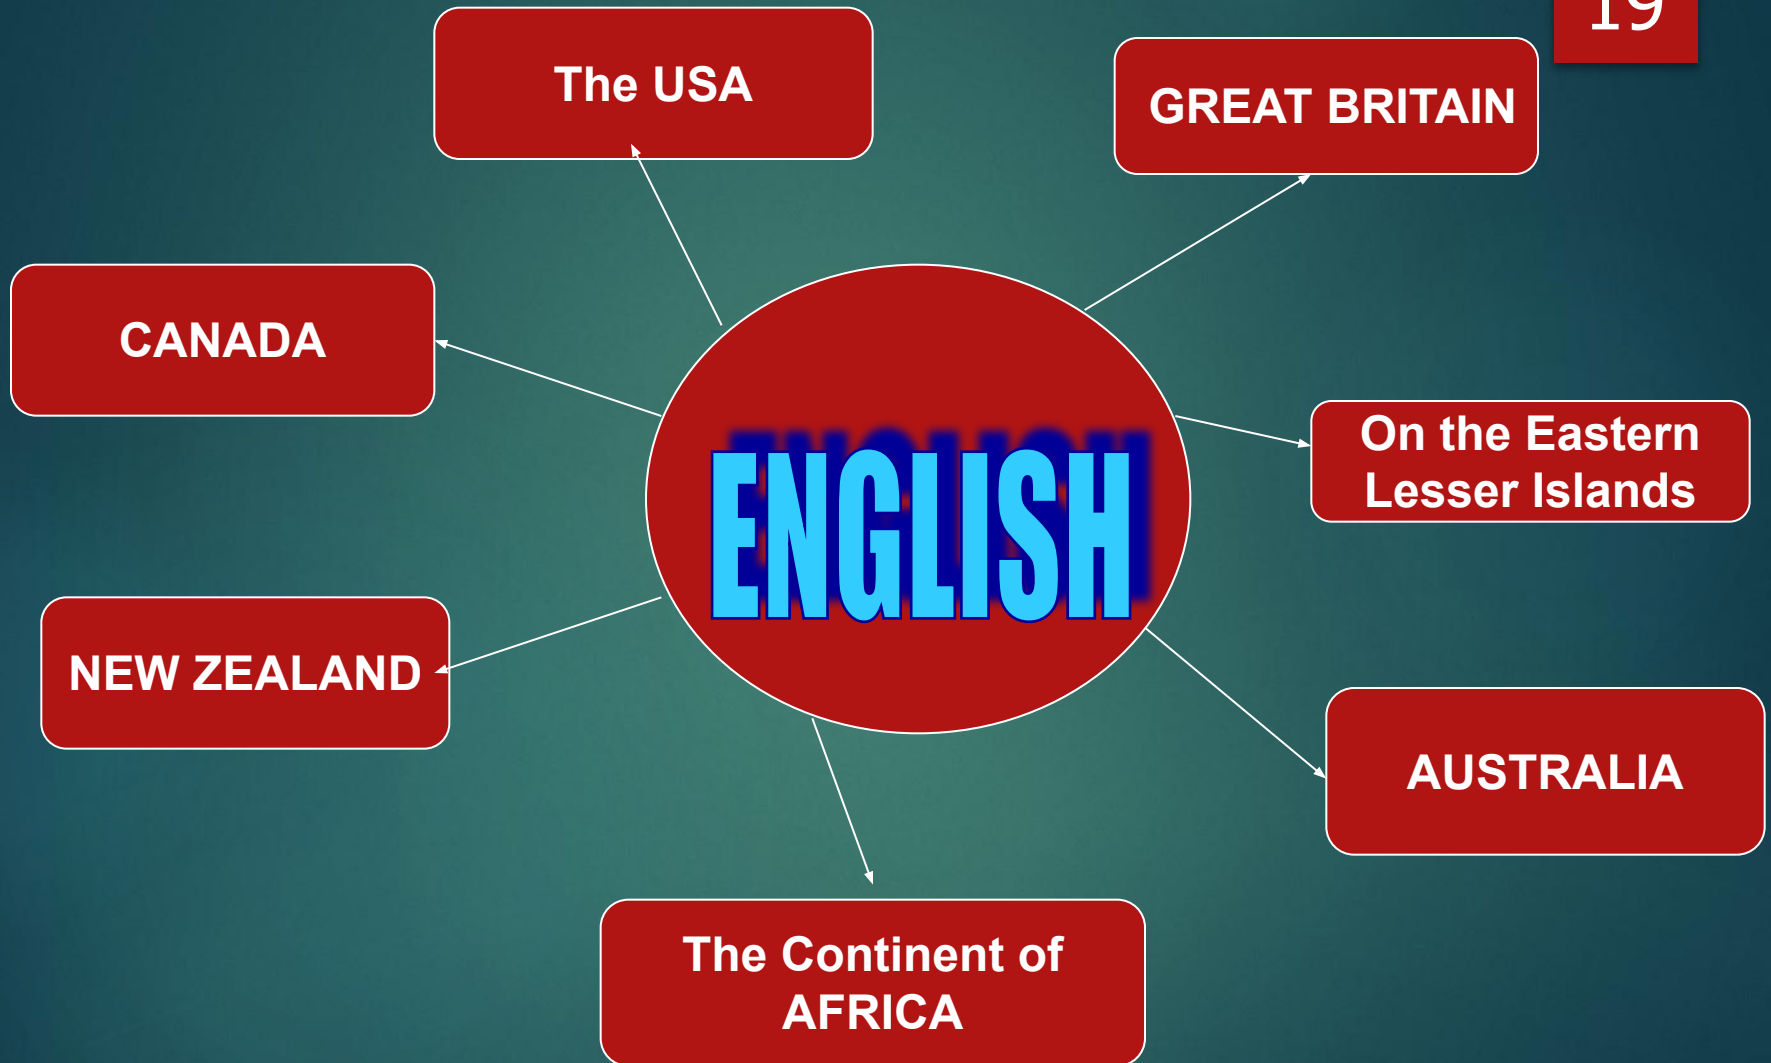 19
The USA
GREAT BRITAIN
CANADA
On the Eastern
Lesser Islands
ENGLISH
NEW ZEALAND
AUSTRALIA
The Continent of
AFRICA